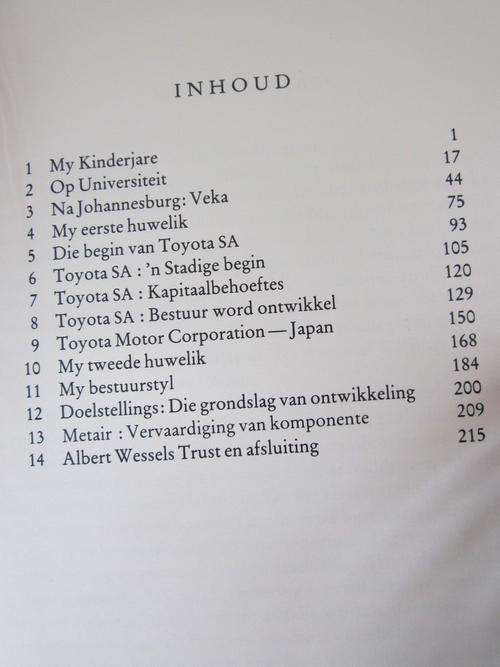 INHOUD
1 My Kinderjare 1
2 Op Universiteit 17
3 Na Johannesburg: Veka 44
4 My eerste huwelik 75
5 Die begin van Toyota SA 93
6 Toyota SA : 'n Stadige begin 105
7 Toyota SA : Kapitaalbehoeftes 120
8 Toyota SA : Bestuur word ontwikkel 129
9 Toyota Motor Corporation — Japan 150
10 My tweede huwelik 168
11 My bestuurstyl 184
12 Doelstellings: Die grondslag van ontwikkeling 200
13 Metair : Vervaardiging van komponente 209
14 Albert Wessels Trust en afsluiting 215